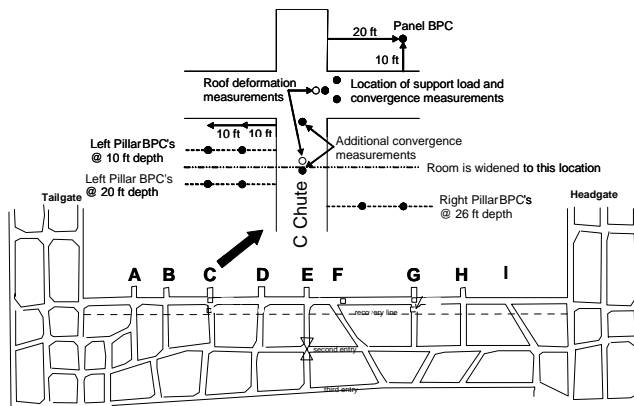 20 ft
Panel BPC
10 ft
Roof deformation
measurements
Location of support load and
convergence measurements
10 ft
10 ft
Left Pillar BPC's
@ 10 ft depth
Additional convergence
measurements
Room is widened to this location
Left Pillar BPC's
@ 20 ft depth
C Chute
Right Pillar BPC's
@ 26 ft depth
Tailgate
Headgate
A B C D E F G H I
recovery line
second entry
third entry